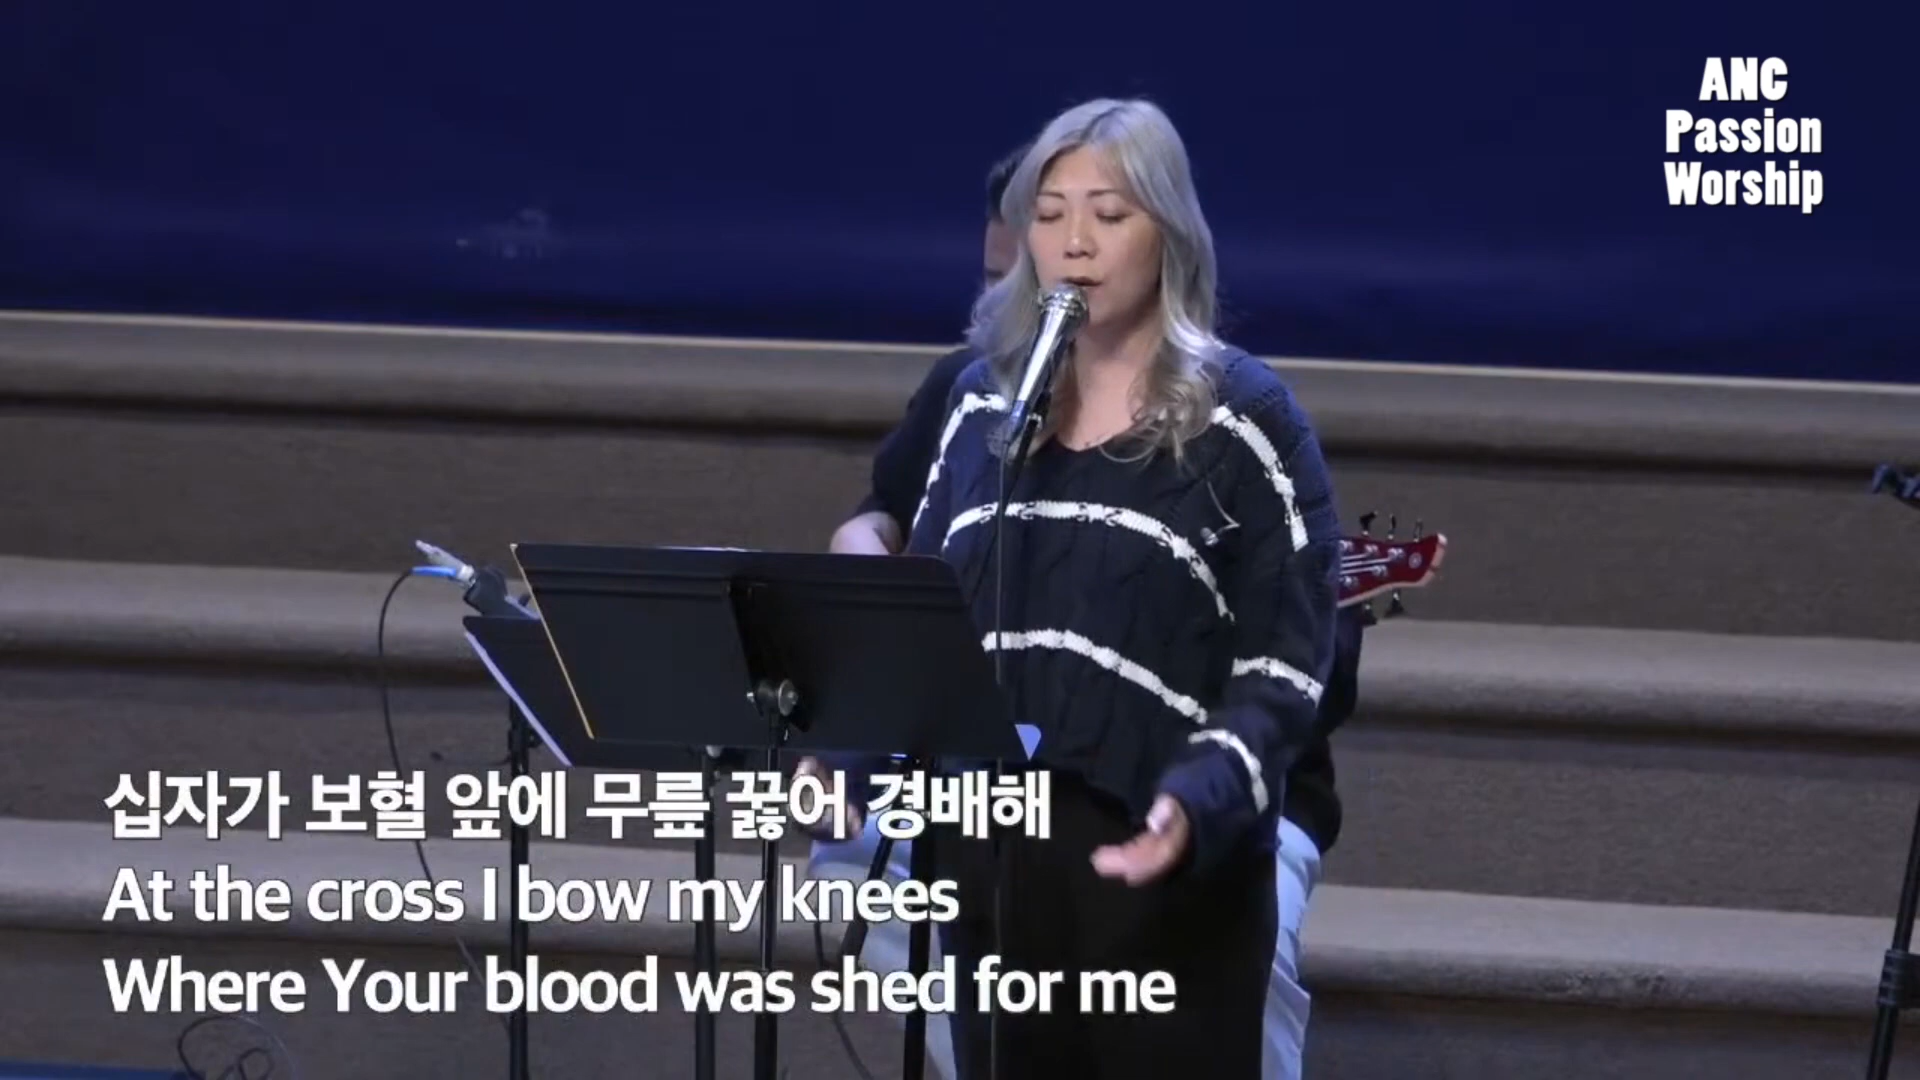 ANC
Passion
Worship
십자가 보혈 앞에 무릎 꿇어 경배해
At the cross I bow my knees
Where Your blood was shed for me